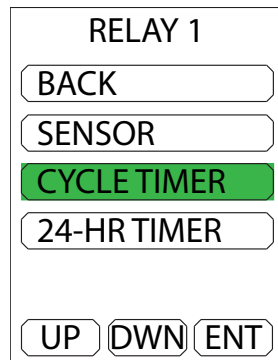 RELAY 1
BACK
SENSOR
CYCLE TIMER
24-HR TIMER
UP DWN ENT